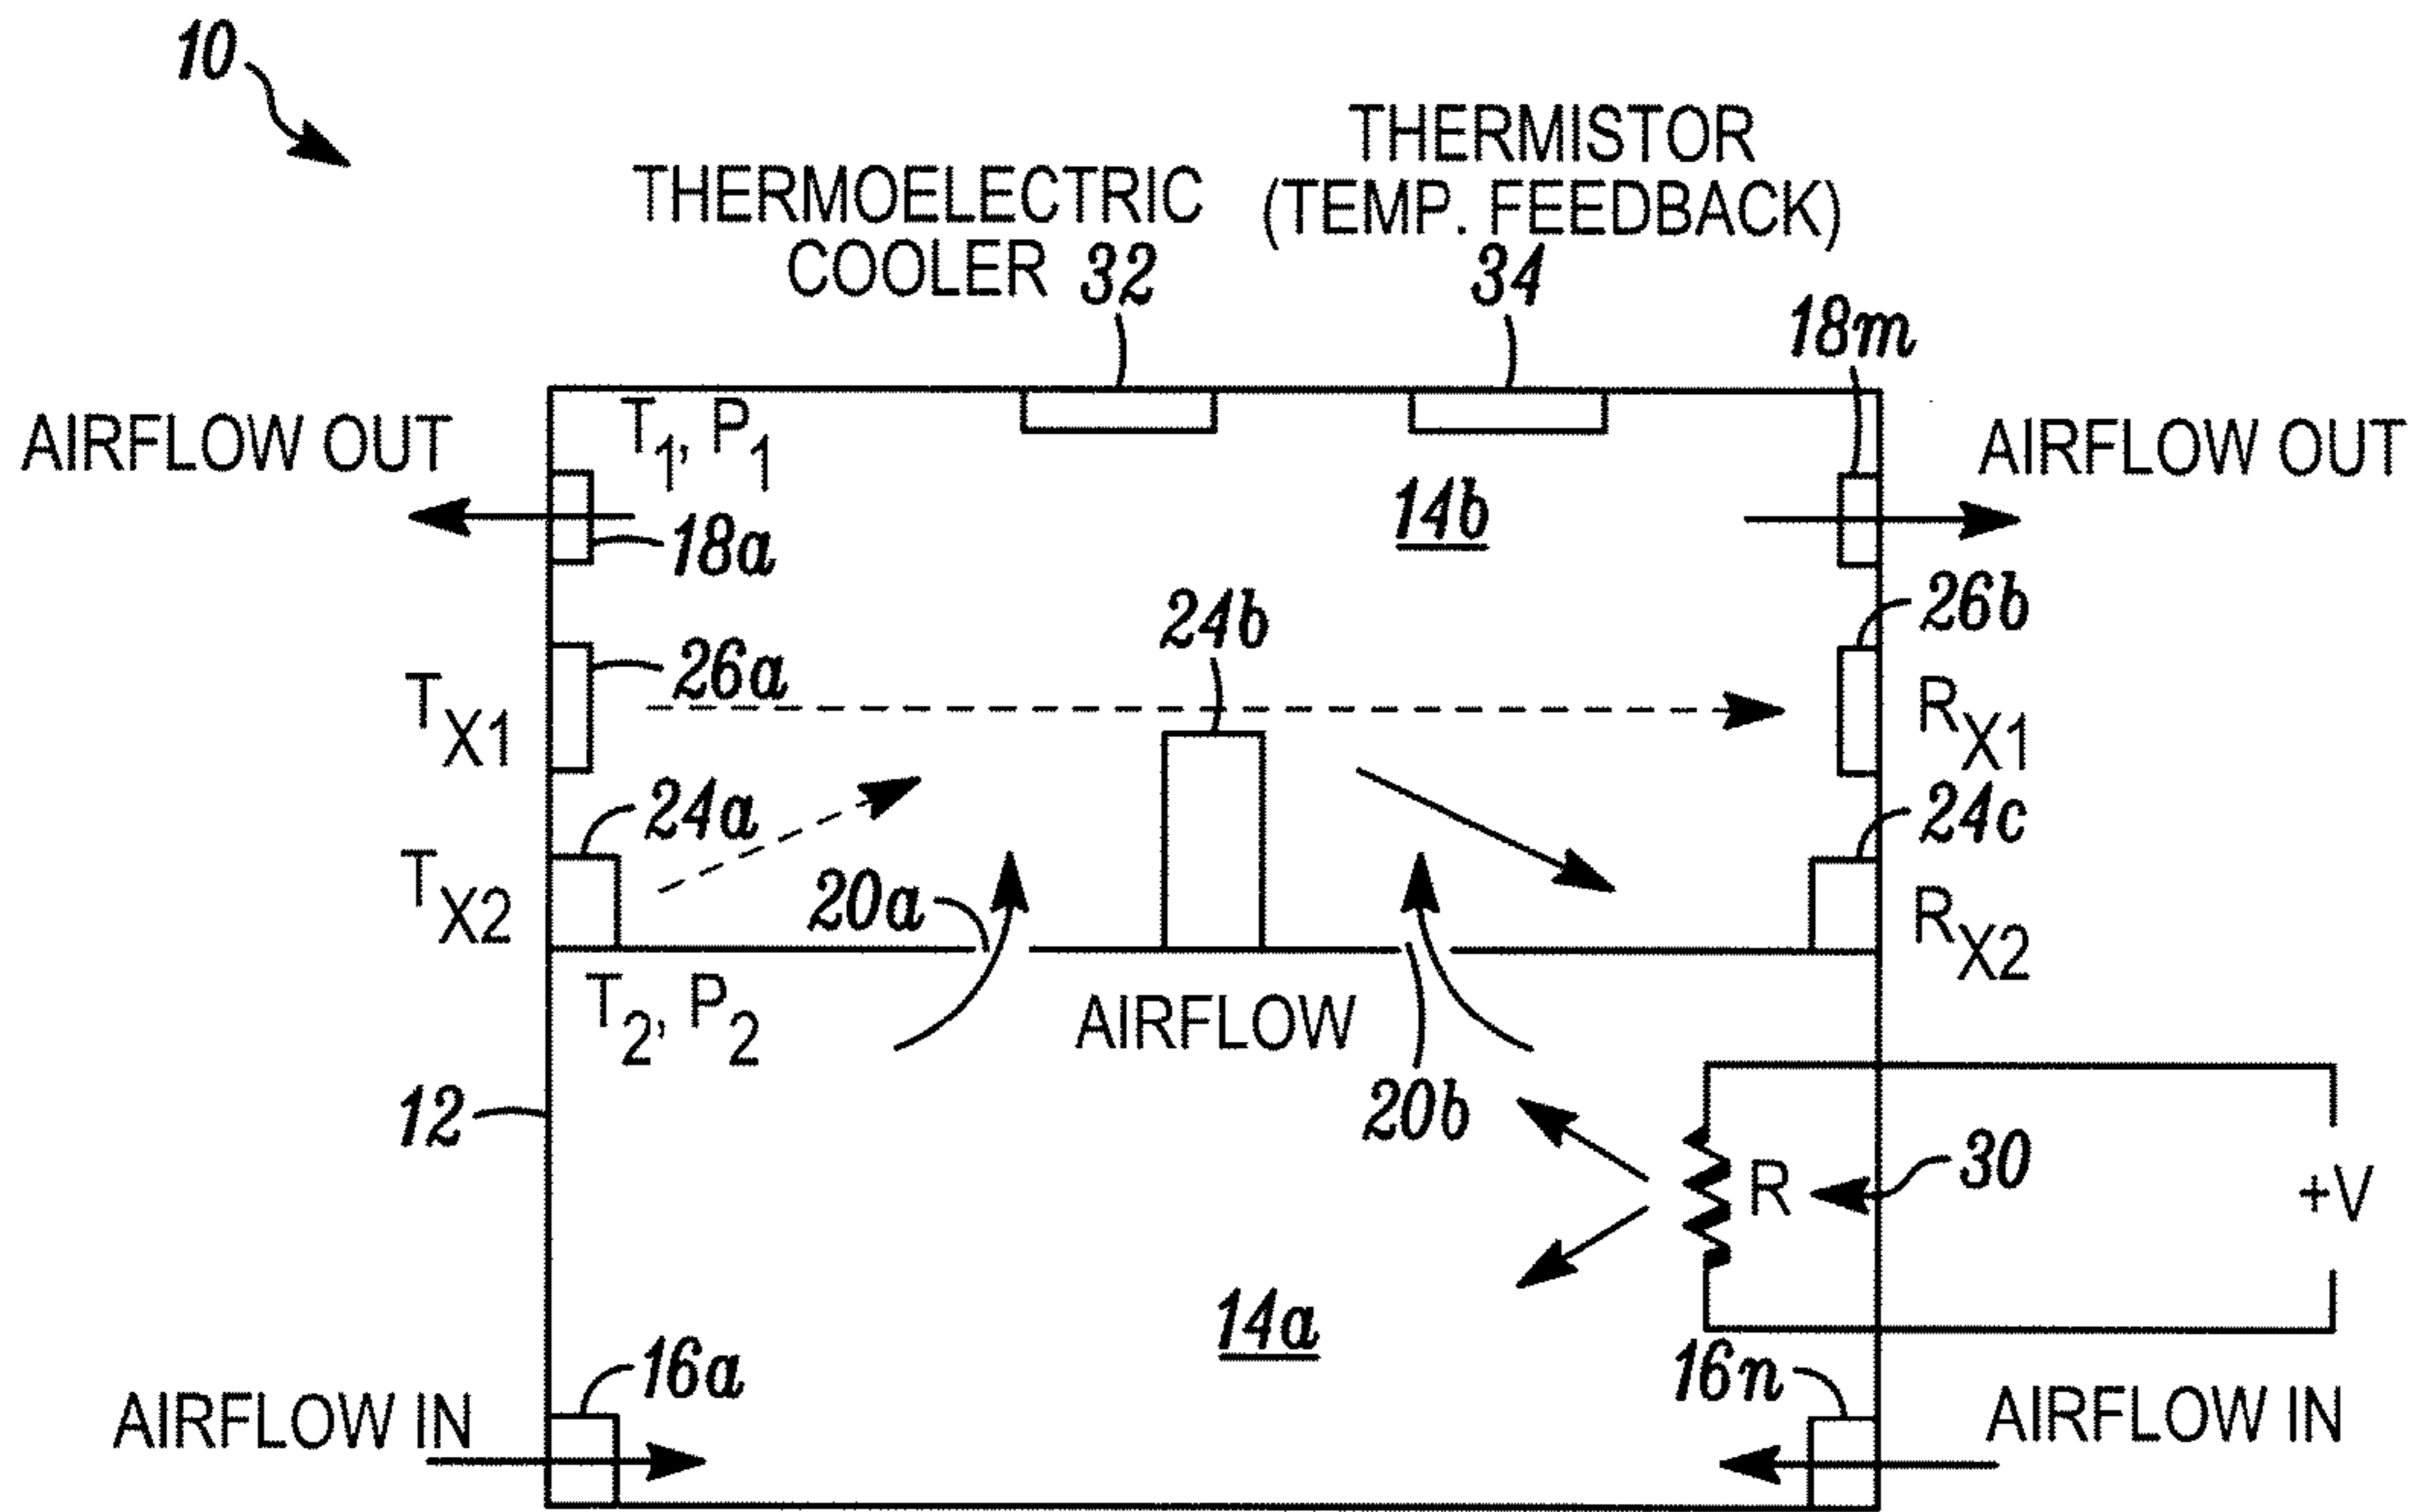 10
THERMISTOR
THERMOELECTRIC (TEMP. FEEDBACK)
COOLER 32 34
18m
AIRFLOW OUT T1, P1 AIRFLOW OUT
14b
18a
24b 26b
26a
TX1 RX1
24a 24c
TX2 20a RX2
T2, P2 AIRFLOW
12 20b
R 30 +V
14a
16a 16n
AIRFLOW IN AIRFLOW IN